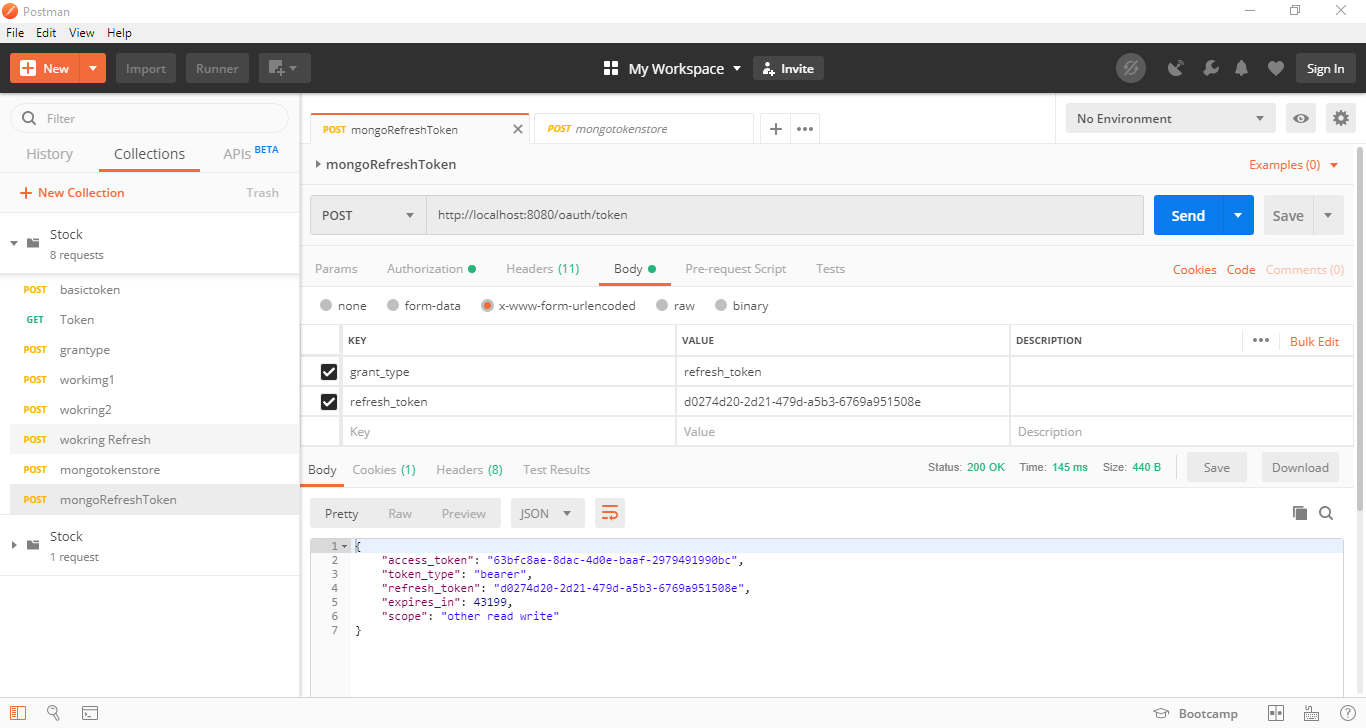 Postman
File Edit View Help
New Import Runner My Workspace Invite Sign In
Filter
History Collections APIs BETA
New Collection Trash
Stock
8 requests
POST basictoken
GET Token
POST grantype
POST workimg1
POST wokring2
POST wokring Refresh
POST mongotokenstore
POST mongoRefreshToken
Stock
1 request
POST mongoRefreshToken POST mongotokenstore No Environment
mongoRefreshToken Examples (0)
POST http://localhost:8080/oauth/token Send Save
Params Authorization Headers (11) Body Pre-request Script Tests Cookies Code Comments (0)
none form-data x-www-form-urlencoded raw binary
KEY VALUE DESCRIPTION Bulk Edit
grant_type refresh_token
refresh_token d0274d20-2d21-479d-a5b3-6769a951508e
Key Value Description
Body Cookies (1) Headers (8) Test Results Status: 200 OK Time: 145 ms Size: 440 B Save Download
Pretty Raw Preview JSON
1 {
2 "access_token": "63bfc8ae-8dac-4d0e-baaf-2979491990bc",
3 "token_type": "bearer",
4 "refresh_token": "d0274d20-2d21-479d-a5b3-6769a951508e",
5 "expires_in": 43199,
6 "scope": "other read write"
7 }
Bootcamp